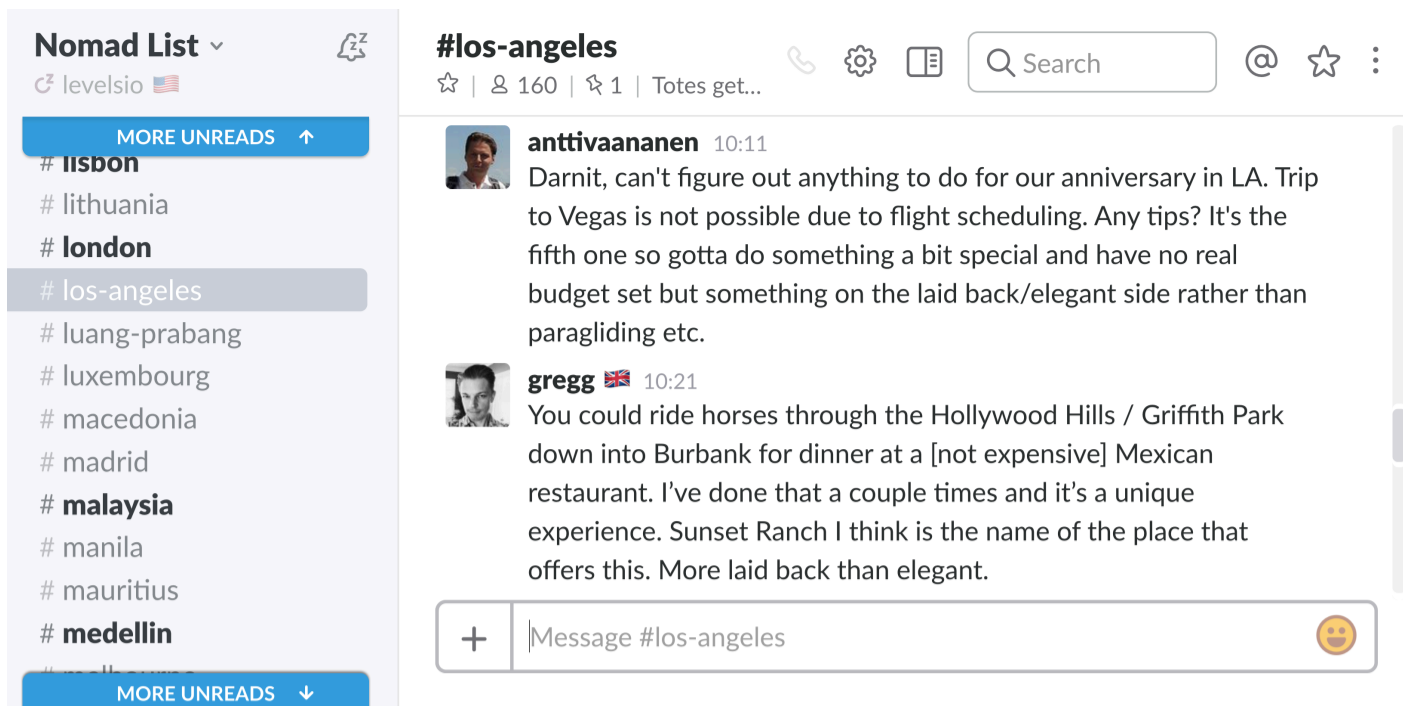 Nomad List
levelsio
MORE UNREADS ↑
# lisbon
# lithuania
# london
# los-angeles
# luang-prabang
# luxembourg
# macedonia
# madrid
# malaysia
# manila
# mauritius
# medellin
# melbourne
MORE UNREADS ↓
#los-angeles
160 | 1 | Totes get...
Search
anttivaananen 10:11
Darnit, can't figure out anything to do for our anniversary in LA. Trip
to Vegas is not possible due to flight scheduling. Any tips? It's the
fifth one so gotta do something a bit special and have no real
budget set but something on the laid back/elegant side rather than
paragliding etc.
gregg 🇬🇧 10:21
You could ride horses through the Hollywood Hills / Griffith Park
down into Burbank for dinner at a [not expensive] Mexican
restaurant. I’ve done that a couple times and it’s a unique
experience. Sunset Ranch I think is the name of the place that
offers this. More laid back than elegant.
Message #los-angeles